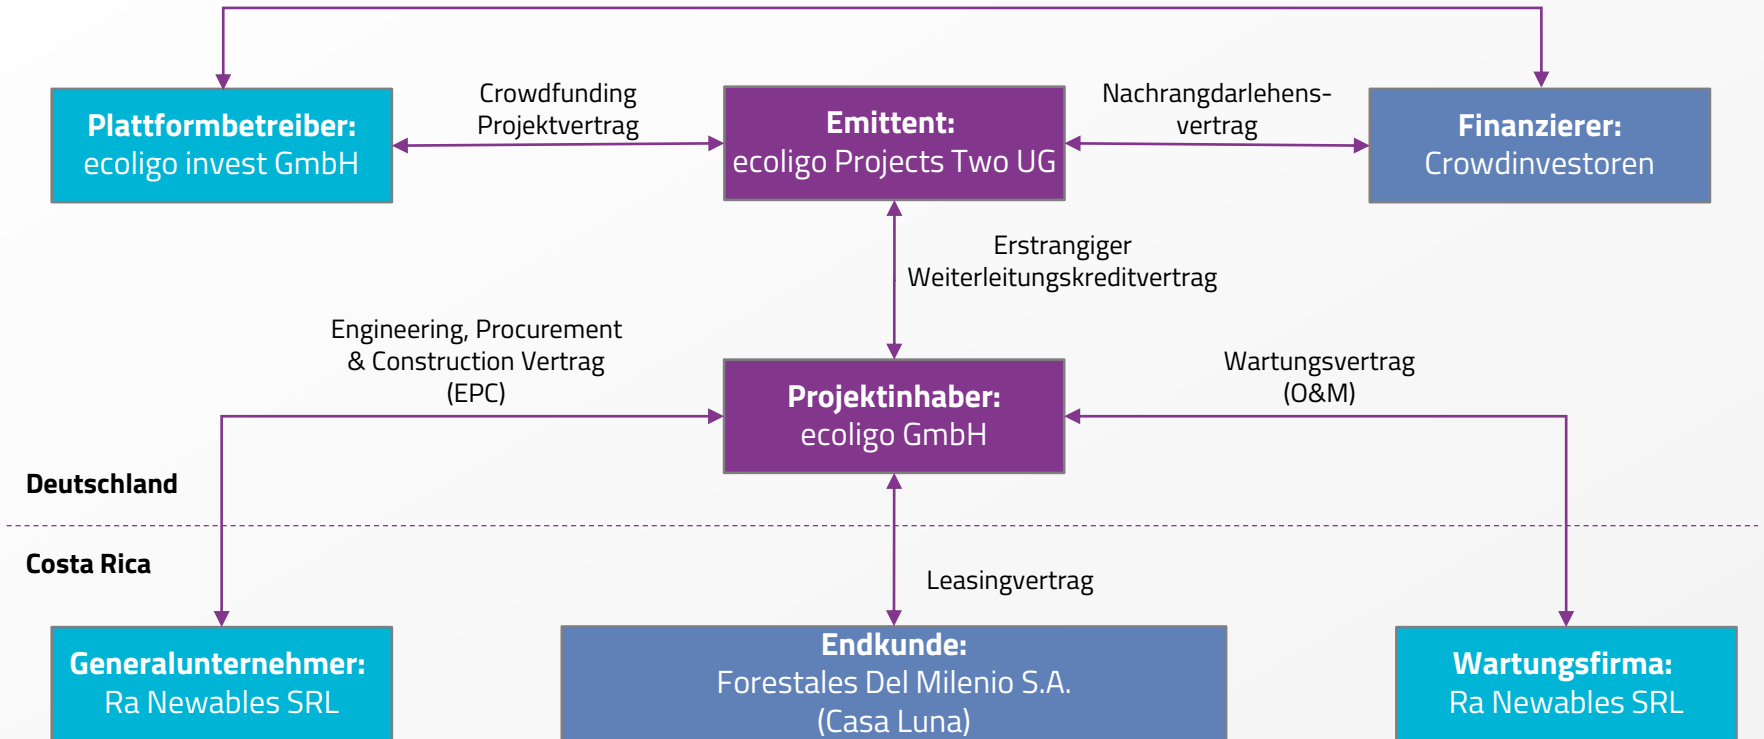 Plattformbetreiber:
ecoligo invest GmbH
Crowdfunding
Projektvertrag
Emittent:
ecoligo Projects Two UG
Nachrangdarlehens-
vertrag
Finanzierer:
Crowdinvestoren
Erstrangiger
Weiterleitungskreditvertrag
Engineering, Procurement
& Construction Vertrag
(EPC)
Projektinhaber:
ecoligo GmbH
Wartungsvertrag
(O&M)
Deutschland
Costa Rica
Leasingvertrag
Generalunternehmer:
Ra Newables SRL
Endkunde:
Forestales Del Milenio S.A.
(Casa Luna)
Wartungsfirma:
Ra Newables SRL